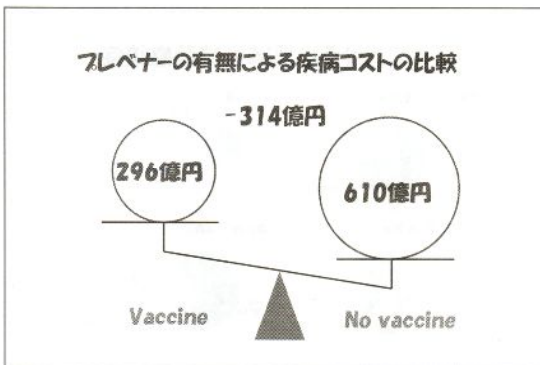 プレベナーの有無による疾病コストの比較
-314億円
296億円
610億円
Vaccine
No vaccine